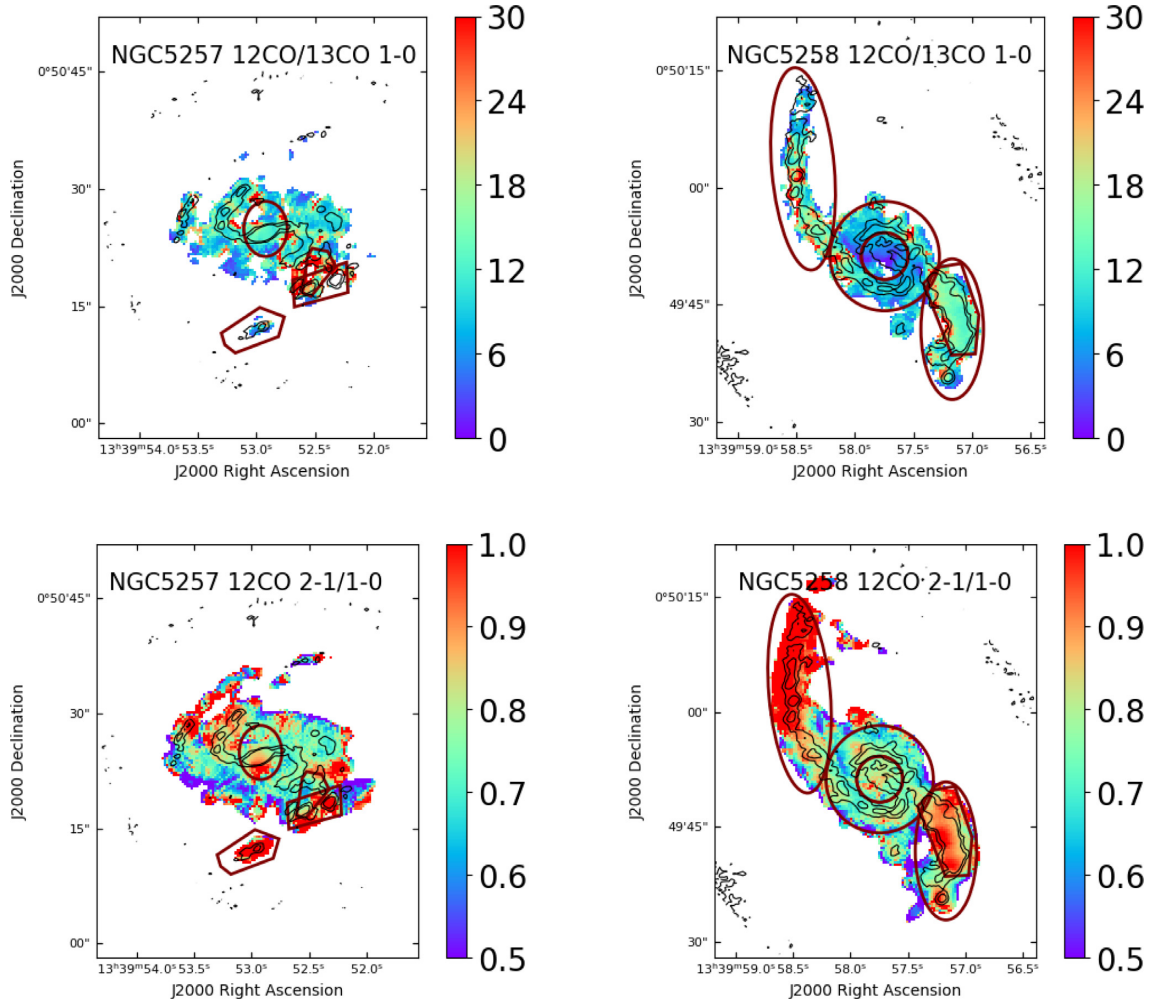 NGC5257 12CO/13CO 1-0
0°50'45"
30"
15"
00"
J2000 Declination
13ʰ39ᵐ54.0ˢ 53.5ˢ 53.0ˢ 52.5ˢ 52.0ˢ
J2000 Right Ascension
30
24
18
12
6
0
NGC5258 12CO/13CO 1-0
0°50'15"
00"
49'45"
30"
J2000 Declination
13ʰ39ᵐ59.0ˢ 58.5ˢ 58.0ˢ 57.5ˢ 57.0ˢ 56.5ˢ
J2000 Right Ascension
30
24
18
12
6
0
NGC5257 12CO 2-1/1-0
0°50'45"
30"
15"
00"
J2000 Declination
13ʰ39ᵐ54.0ˢ 53.5ˢ 53.0ˢ 52.5ˢ 52.0ˢ
J2000 Right Ascension
1.0
0.9
0.8
0.7
0.6
0.5
NGC5258 12CO 2-1/1-0
0°50'15"
00"
49'45"
30"
J2000 Declination
13ʰ39ᵐ59.0ˢ 58.5ˢ 58.0ˢ 57.5ˢ 57.0ˢ 56.5ˢ
J2000 Right Ascension
1.0
0.9
0.8
0.7
0.6
0.5